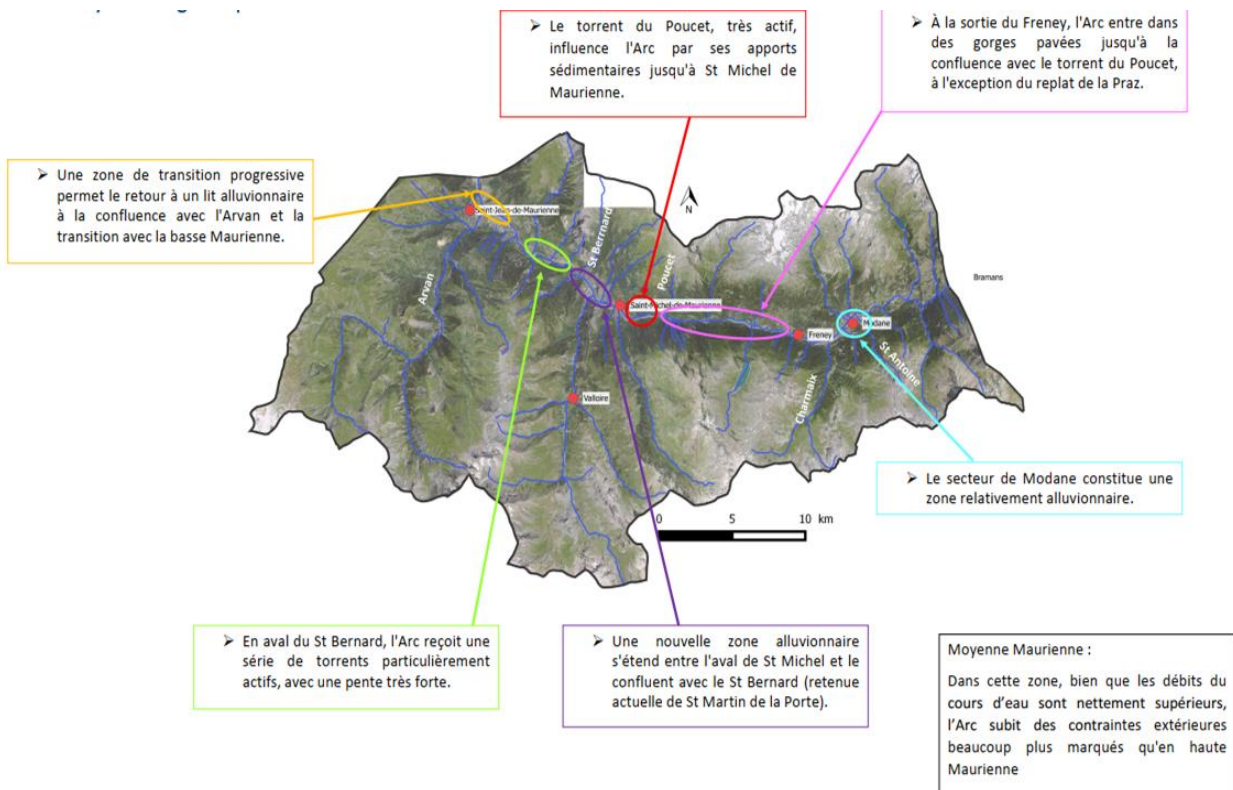 ➢ Le torrent du Poucet, très actif,
influence l'Arc par ses apports
sédimentaires jusqu'à St Michel de
Maurienne.
➢ À la sortie du Freney, l'Arc entre dans
des gorges pavées jusqu'à la
confluence avec le torrent du Poucet,
à l'exception du replat de la Praz.
➢ Une zone de transition progressive
permet le retour à un lit alluvionnaire
à la confluence avec l'Arvan et la
transition avec la basse Maurienne.
N
Saint-Jean-de-Maurienne
St Berrnard
Poucet
Arvan
Bramans
Saint-Michel-de-Maurienne
Modane
Freney
St Antoine
Charmaix
Valloire
➢ Le secteur de Modane constitue une
zone relativement alluvionnaire.
0 5 10 km
➢ En aval du St Bernard, l'Arc reçoit une
série de torrents particulièrement
actifs, avec une pente très forte.
➢ Une nouvelle zone alluvionnaire
s'étend entre l'aval de St Michel et le
confluent avec le St Bernard (retenue
actuelle de St Martin de la Porte).
Moyenne Maurienne :
Dans cette zone, bien que les débits du
cours d'eau sont nettement supérieurs,
l'Arc subit des contraintes extérieures
beaucoup plus marqués qu'en haute
Maurienne